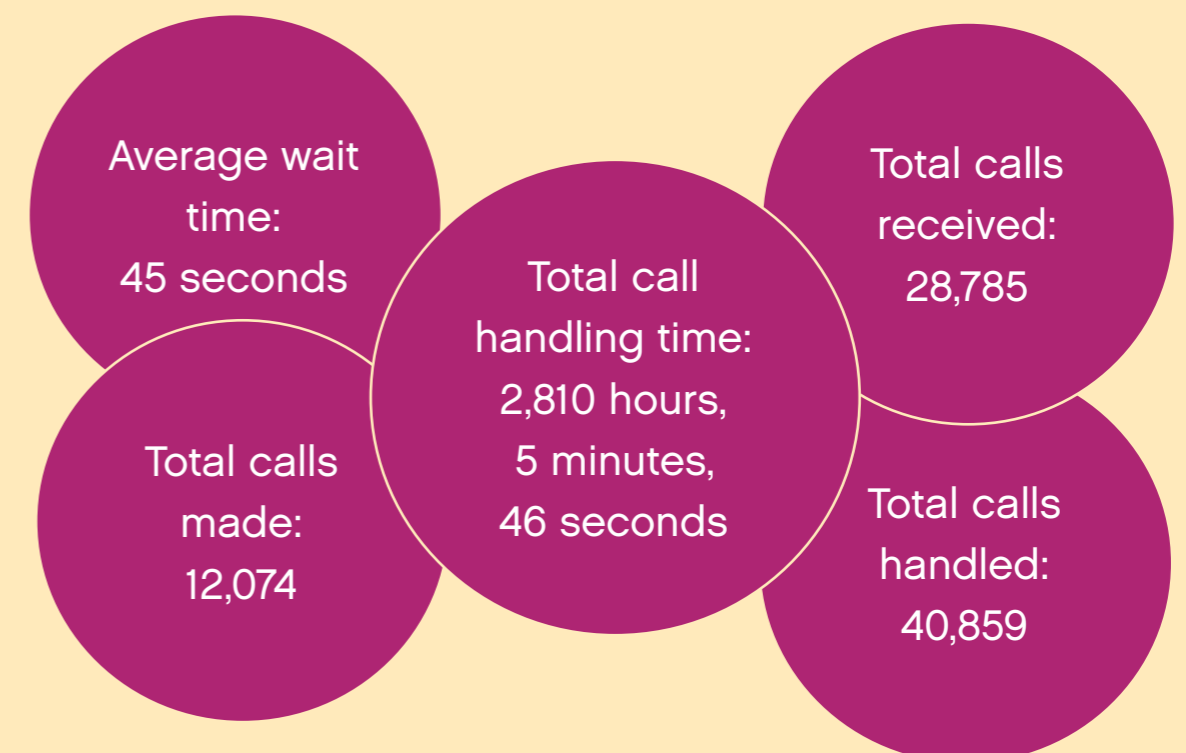 Average wait
time:
45 seconds
Total calls
made:
12,074
Total call
handling time:
2,810 hours,
5 minutes,
46 seconds
Total calls
received:
28,785
Total calls
handled:
40,859